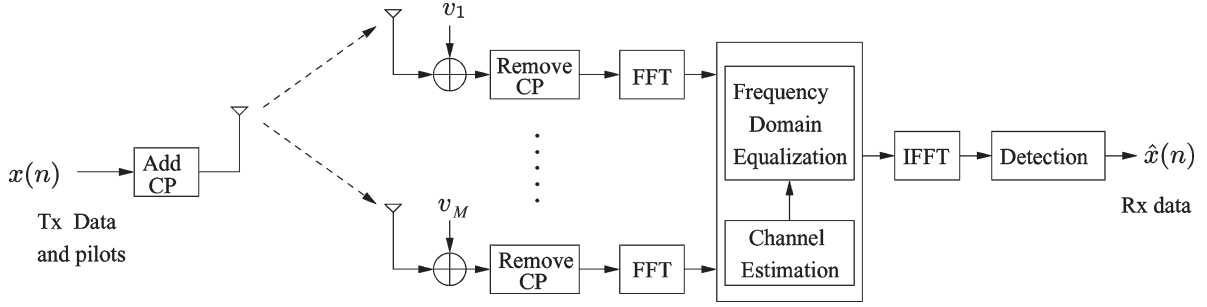 x(n)
Tx Data
and pilots
Add
CP
v₁
Remove
CP
FFT
v_M
Remove
CP
FFT
Frequency
Domain
Equalization
Channel
Estimation
IFFT
Detection
x̂(n)
Rx data